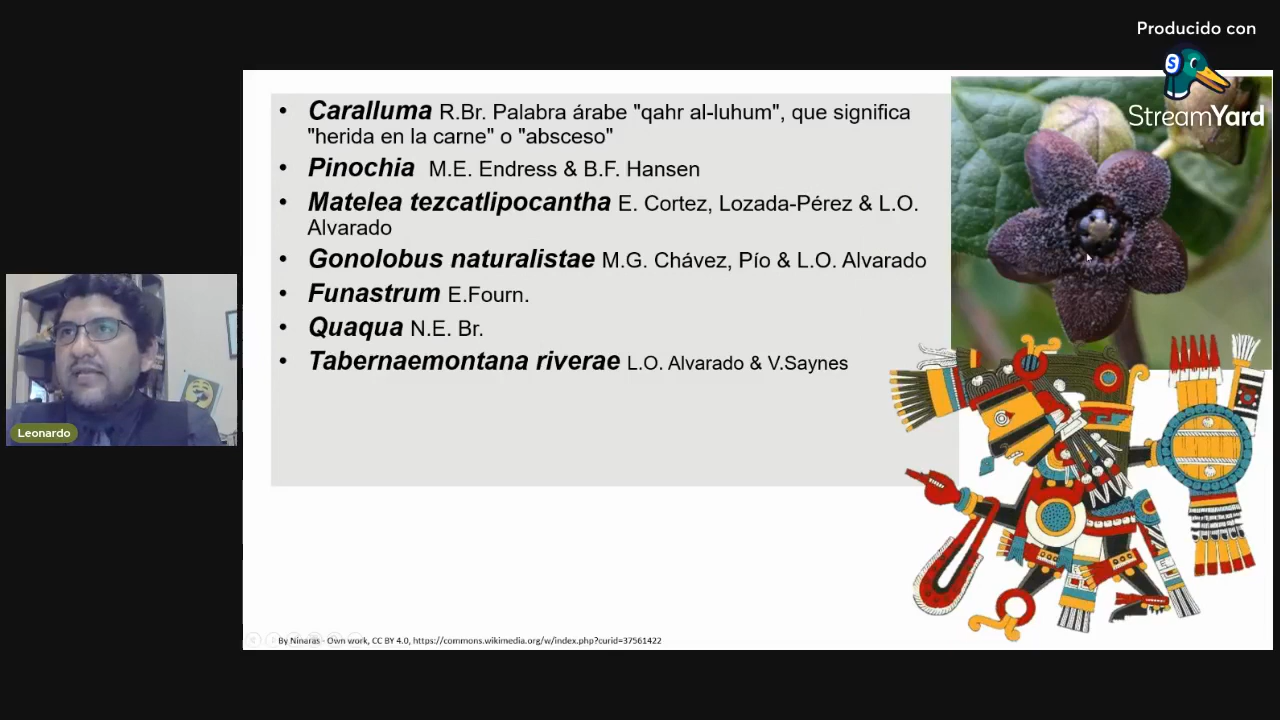 Producido con
StreamYard
• Caralluma R.Br. Palabra árabe "qahr al-luhum", que significa
"herida en la carne" o "absceso"
• Pinochia M.E. Endress & B.F. Hansen
• Matelea tezcatlipocantha E. Cortez, Lozada-Pérez & L.O.
Alvarado
• Gonolobus naturalistae M.G. Chávez, Pío & L.O. Alvarado
• Funastrum E.Fourn.
• Quaqua N.E. Br.
• Tabernaemontana riverae L.O. Alvarado & V.Saynes
Leonardo
By Ninaras - Own work, CC BY 4.0, https://commons.wikimedia.org/w/index.php?curid=37561422